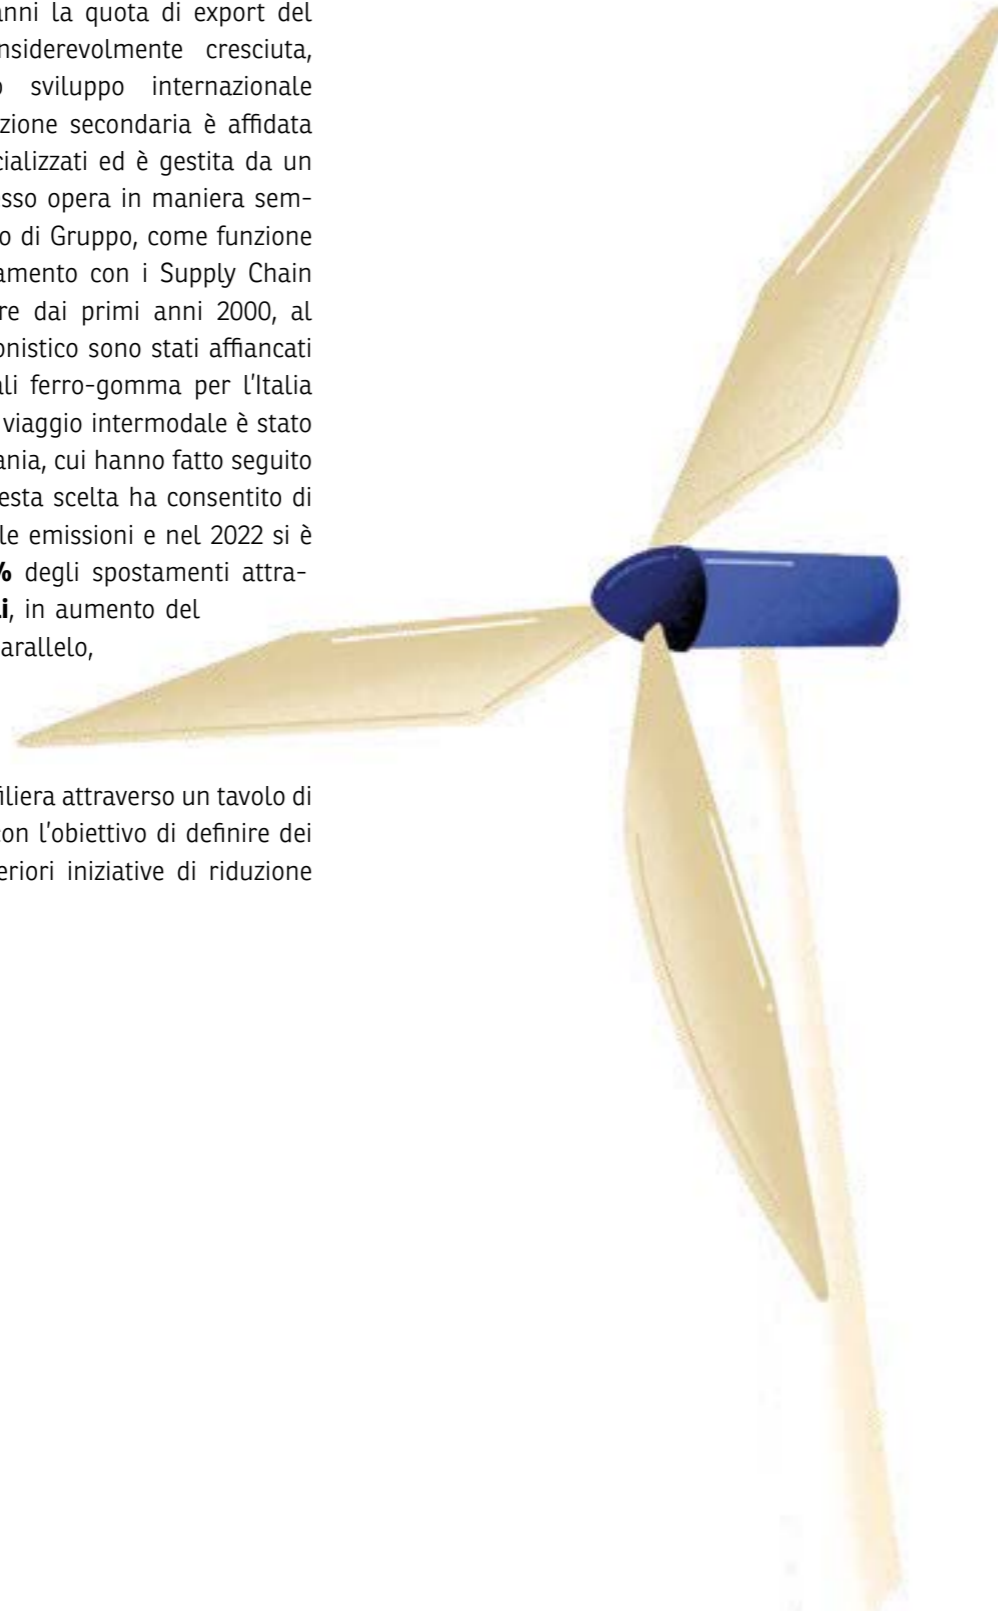 anni la quota di export del
nsiderevolmente cresciuta,
o sviluppo internazionale
zione secondaria è affidata
cializzati ed è gestita da un
sso opera in maniera sem-
o di Gruppo, come funzione
amento con i Supply Chain
re dai primi anni 2000, al
onistico sono stati affiancati
ali ferro-gomma per l'Italia
viaggio intermodale è stato
ania, cui hanno fatto seguito
esta scelta ha consentito di
le emissioni e nel 2022 si è
% degli spostamenti attra-
li, in aumento del
arallelo,
filiera attraverso un tavolo di
con l'obiettivo di definire dei
eriori iniziative di riduzione